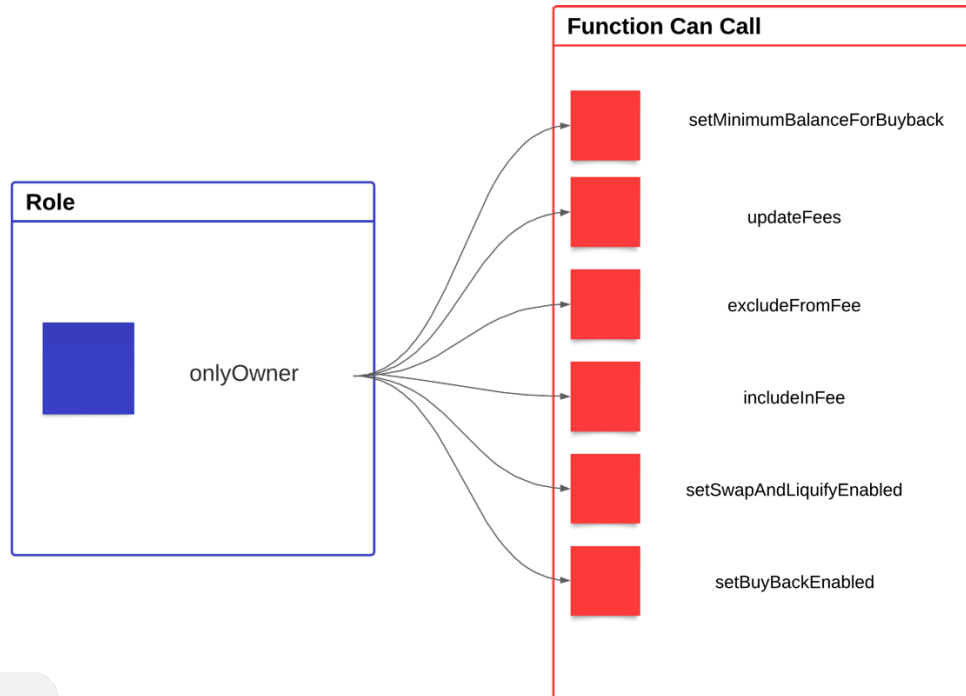 Function Can Call
setMinimumBalanceForBuyback
Role
updateFees
excludeFromFee
onlyOwner
includeInFee
setSwapAndLiquifyEnabled
setBuyBackEnabled